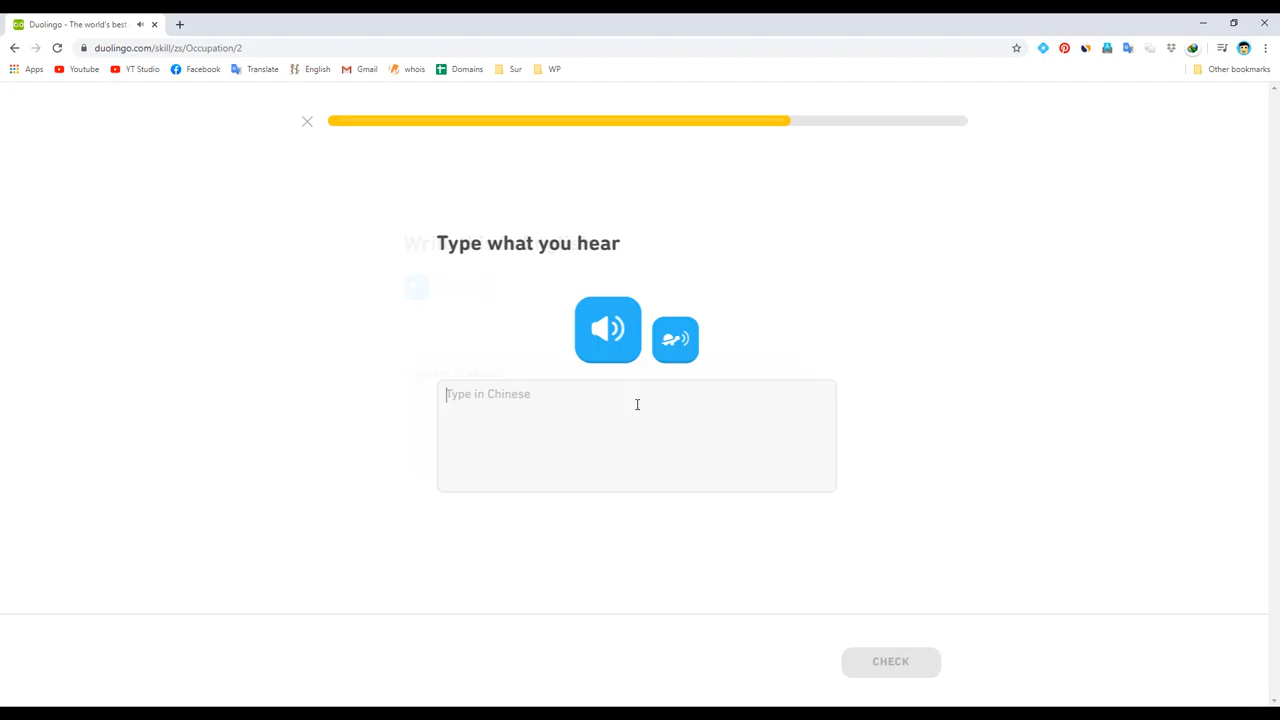 Duolingo - The world's best
duolingo.com/skill/zs/Occupation/2
Apps Youtube YT Studio Facebook Translate English Gmail whois Domains Sur WP Other bookmarks
Type what you hear
Type in Chinese
CHECK